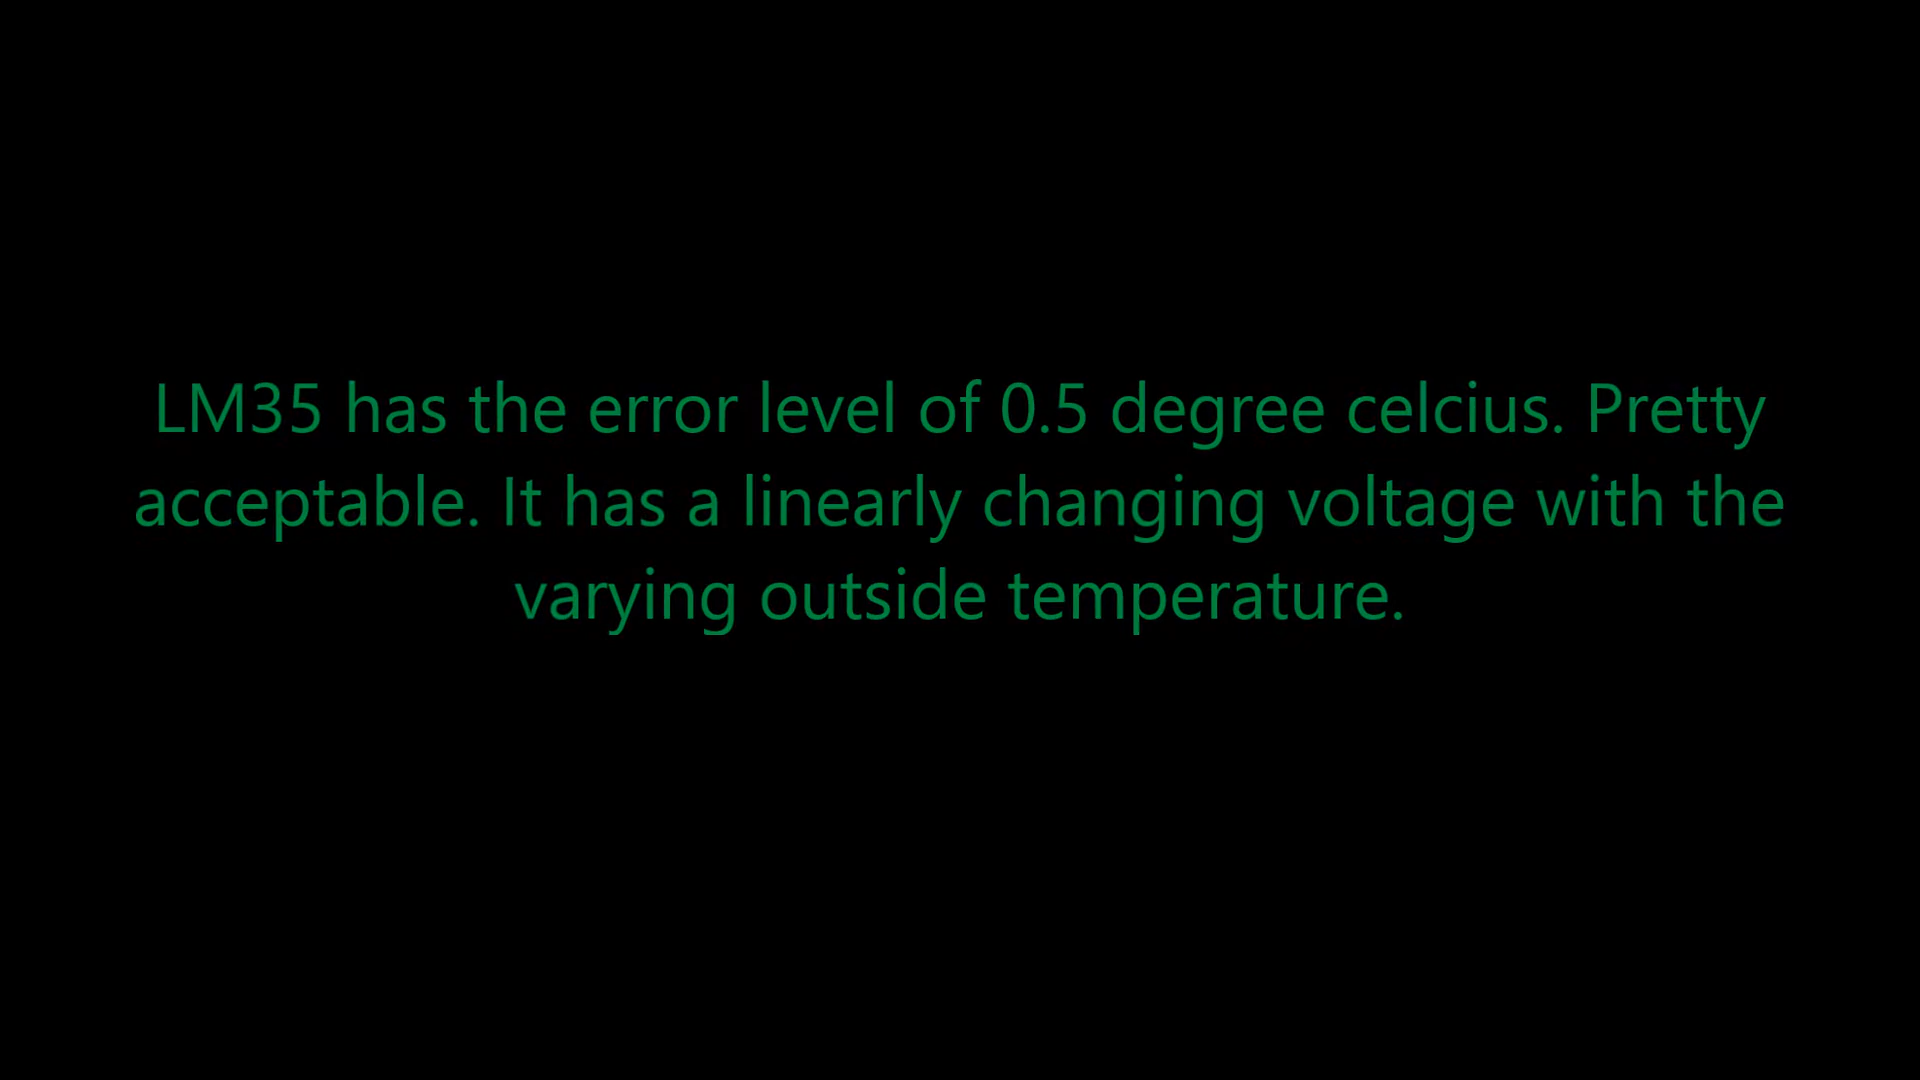 LM35 has the error level of 0.5 degree celcius. Pretty
acceptable. It has a linearly changing voltage with the
varying outside temperature.